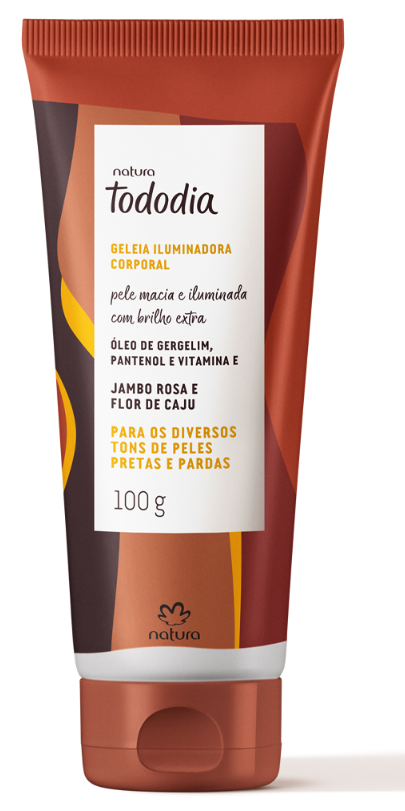 natura
Tododia
GELEIA ILUMINADORA
CORPORAL
pele macia e iluminada
com brilho extra
ÓLEO DE GERGELIM,
PANTENOL E VITAMINA E
JAMBO ROSA E
FLOR DE CAJU
PARA OS DIVERSOS
TONS DE PELES
PRETAS E PARDAS
100 g
natura